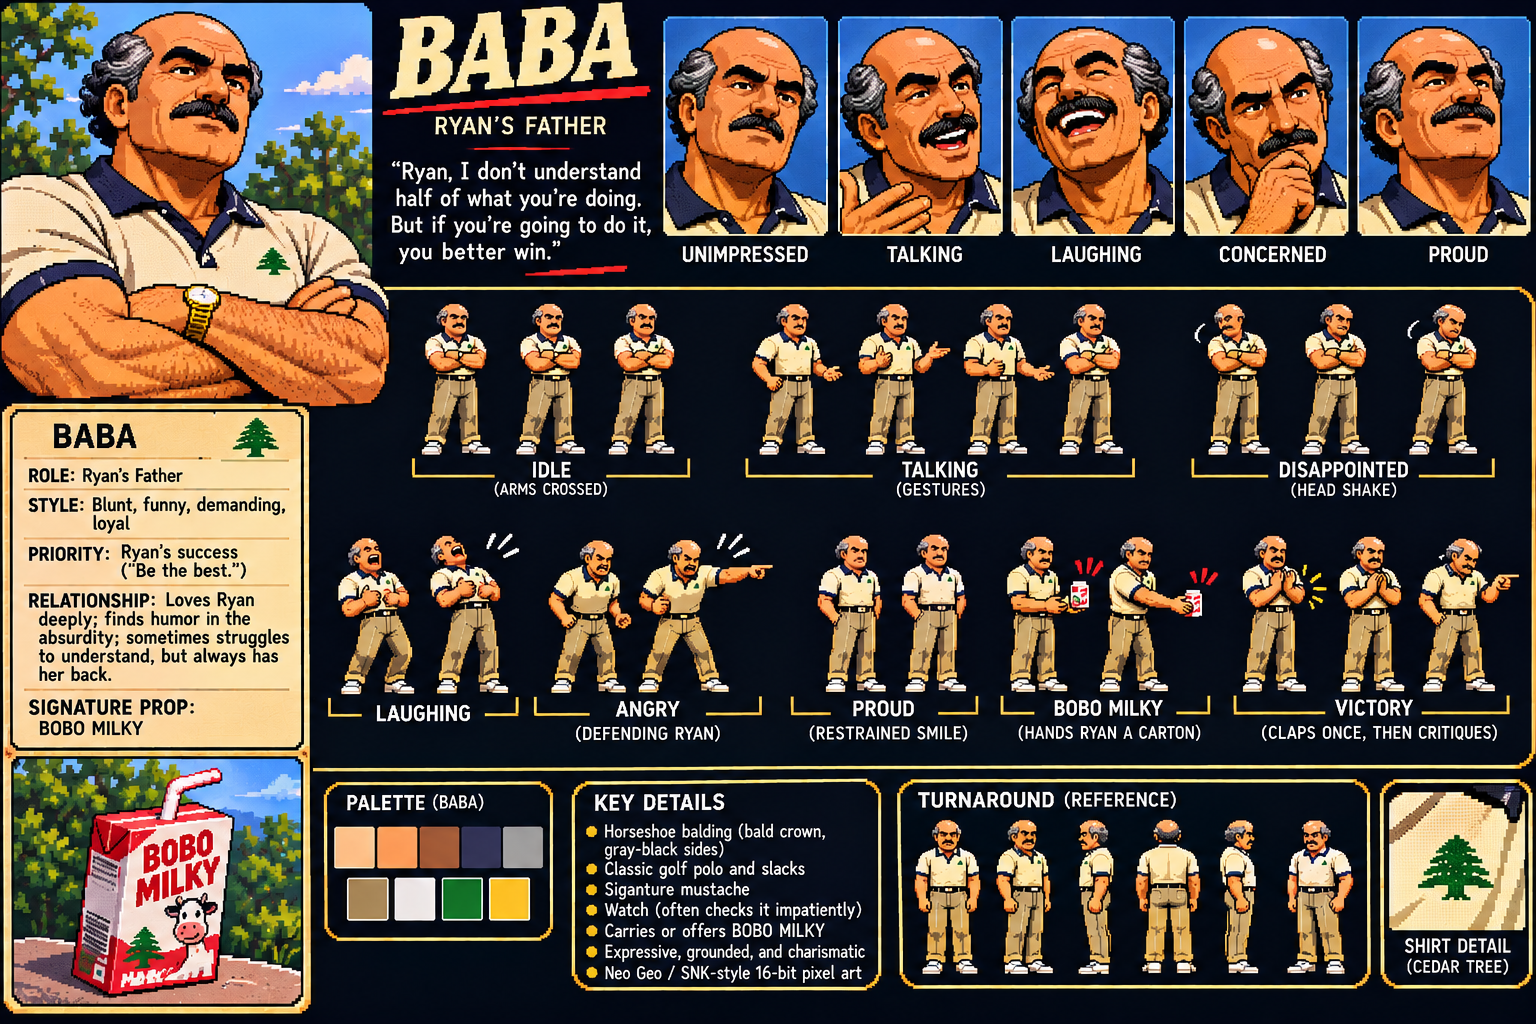 BABA
RYAN'S FATHER
"Ryan, I don't understand
half of what you're doing.
But if you're going to do it,
you better win."
UNIMPRESSED
TALKING
LAUGHING
CONCERNED
PROUD
IDLE
(ARMS CROSSED)
TALKING
(GESTURES)
DISAPPOINTED
(HEAD SHAKE)
LAUGHING
ANGRY
(DEFENDING RYAN)
PROUD
(RESTRAINED SMILE)
BOBO MILKY
(HANDS RYAN A CARTON)
VICTORY
(CLAPS ONCE, THEN CRITIQUES)
BABA
ROLE: Ryan's Father
STYLE: Blunt, funny, demanding,
loyal
PRIORITY: Ryan's success
("Be the best.")
RELATIONSHIP: Loves Ryan
deeply; finds humor in the
absurdity; sometimes struggles
to understand, but always has
her back.
SIGNATURE PROP:
BOBO MILKY
BOBO
MILKY
PALETTE (BABA)
KEY DETAILS
Horseshoe balding (bald crown,
gray-black sides)
Classic golf polo and slacks
Siganture mustache
Watch (often checks it impatiently)
Carries or offers BOBO MILKY
Expressive, grounded, and charismatic
Neo Geo / SNK-style 16-bit pixel art
TURNAROUND (REFERENCE)
SHIRT DETAIL
(CEDAR TREE)